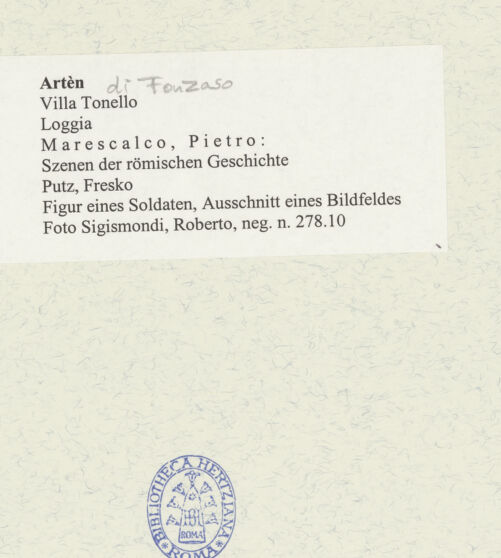 Artèn di Fonzaso
Villa Tonello
Loggia
Marescalco, Pietro:
Szenen der römischen Geschichte
Putz, Fresko
Figur eines Soldaten, Ausschnitt eines Bildfeldes
Foto Sigismondi, Roberto, neg. n. 278.10
BIBLIOTHECA HERTZIANA
ROMA
ROMA